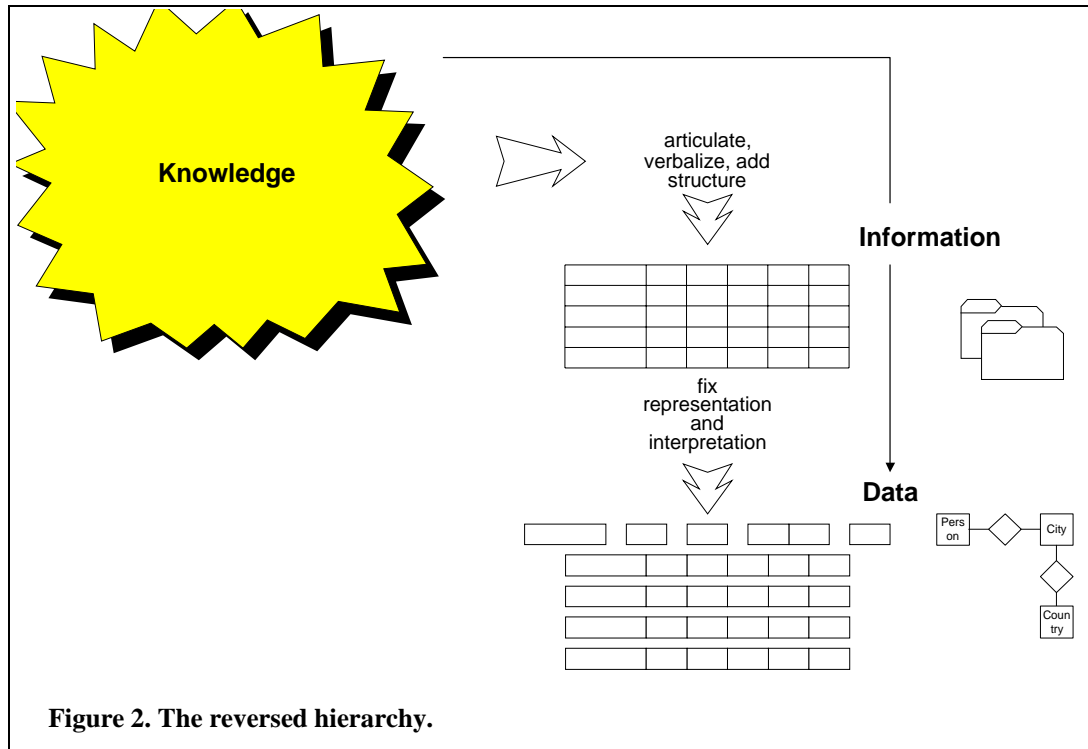 Knowledge
articulate,
verbalize, add
structure
Information
fix
representation
and
interpretation
Data
Pers
on
City
Coun
try
Figure 2. The reversed hierarchy.